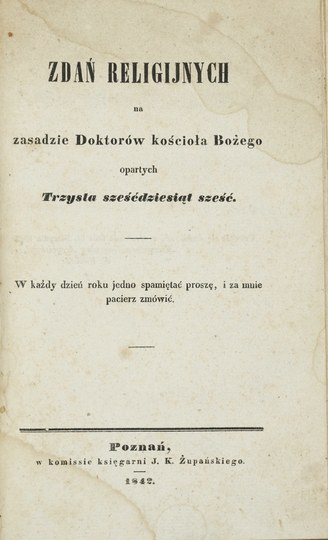 ZDAŃ RELIGIJNYCH
na
zasadzie Doktorów kościoła Bożego
opartych
Trzysta sześćdziesiąt sześć.
W każdy dzień roku jedno spamiętać proszę, i za mnie
pacierz zmówić.
Poznań,
w komissie księgarni J. K. Żupańskiego.
1842.